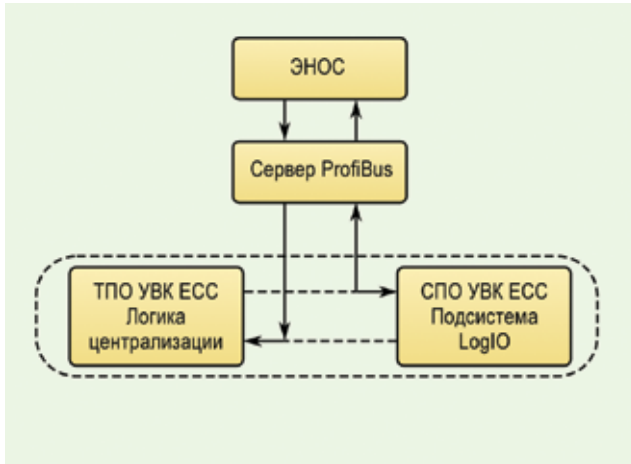 ЭНОС
Сервер ProfiBus
ТПО УВК ЕСС
Логика
централизации
СПО УВК ЕСС
Подсистема
LogIO